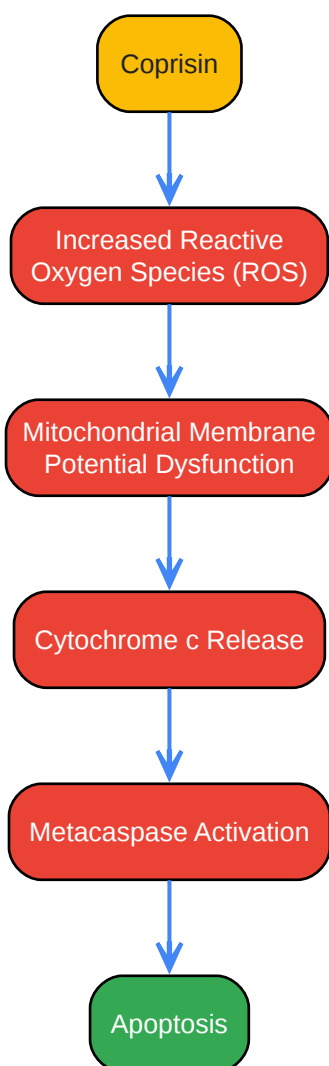 Coprisin
Increased Reactive
Oxygen Species (ROS)
Mitochondrial Membrane
Potential Dysfunction
Cytochrome c Release
Metacaspase Activation
Apoptosis